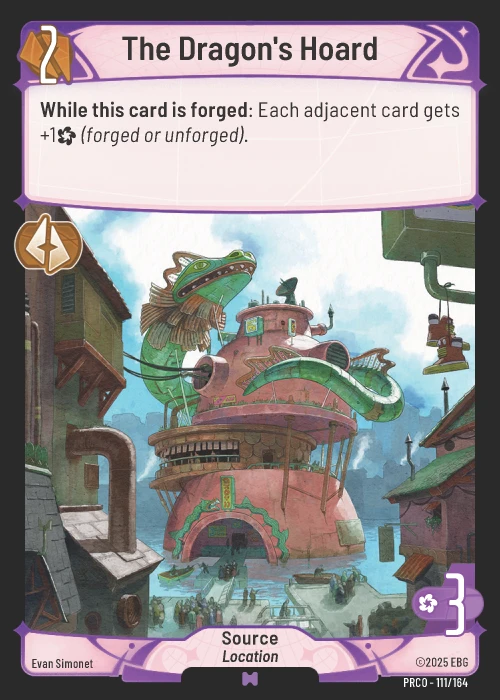 2
The Dragon's Hoard
While this card is forged: Each adjacent card gets
+1 (forged or unforged).
3
Source
Location
Evan Simonet
©2025 EBG
PRCO - 111/164